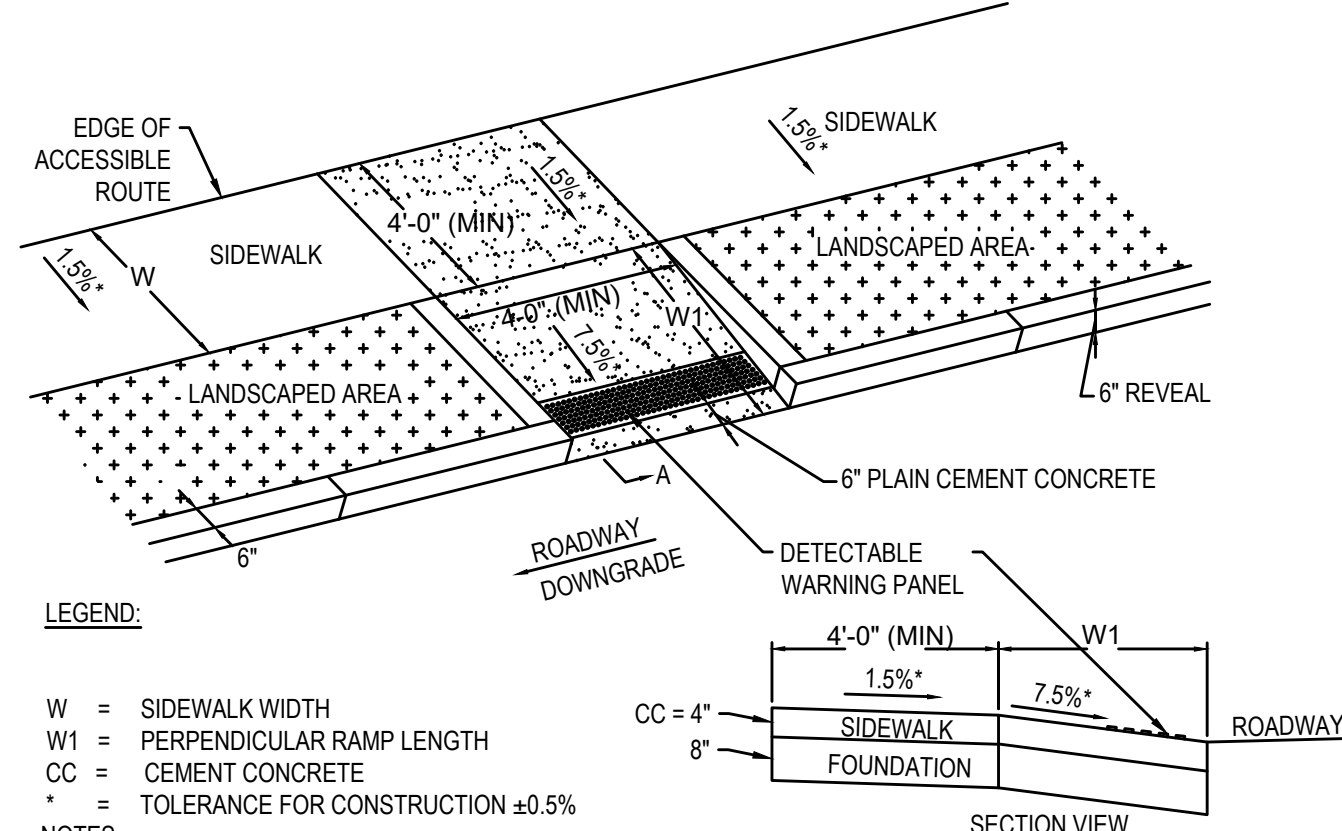 EDGE OF
ACCESSIBLE
ROUTE
1.5%*
SIDEWALK
1.5%*
4'-0" (MIN)
SIDEWALK
LANDSCAPED AREA
1.5%*
W
4'-0" (MIN)
W1
7.5%*
LANDSCAPED AREA
6" REVEAL
A
6" PLAIN CEMENT CONCRETE
6"
ROADWAY
DOWNGRADE
DETECTABLE
WARNING PANEL
LEGEND:
W = SIDEWALK WIDTH
W1 = PERPENDICULAR RAMP LENGTH
CC = CEMENT CONCRETE
* = TOLERANCE FOR CONSTRUCTION ±0.5%
NOTES
4'-0" (MIN)
W1
1.5%*
7.5%*
CC = 4"
SIDEWALK
ROADWAY
8"
FOUNDATION
SECTION VIEW